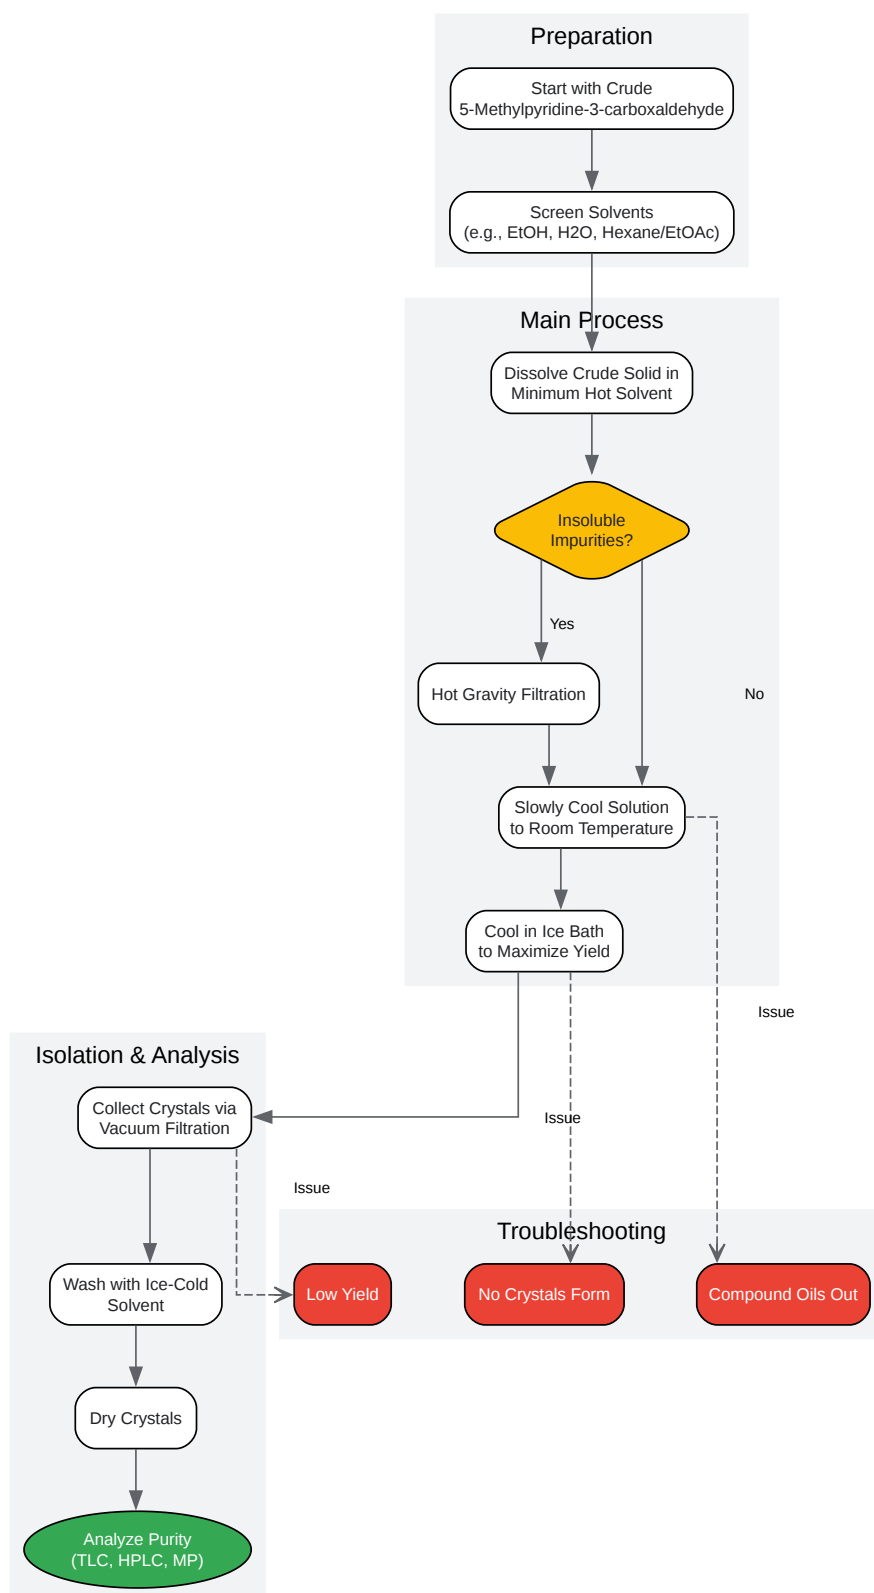 Preparation
Start with Crude
5-Methylpyridine-3-carboxaldehyde
Screen Solvents
(e.g., EtOH, H2O, Hexane/EtOAc)
Main Process
Dissolve Crude Solid in
Minimum Hot Solvent
Insoluble
Impurities?
Yes
Hot Gravity Filtration
No
Slowly Cool Solution
to Room Temperature
Cool in Ice Bath
to Maximize Yield
Issue
Isolation & Analysis
Collect Crystals via
Vacuum Filtration
Issue
Issue
Troubleshooting
Wash with Ice-Cold
Solvent
Low Yield
No Crystals Form
Compound Oils Out
Dry Crystals
Analyze Purity
(TLC, HPLC, MP)